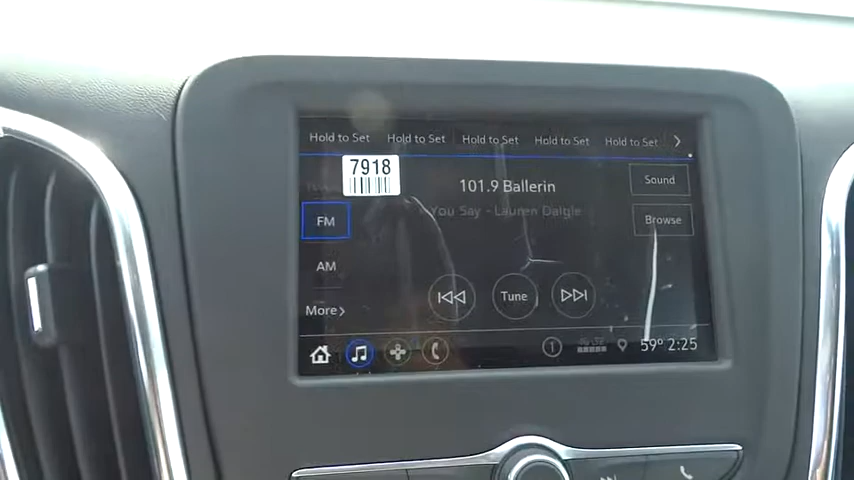 Hold to Set Hold to Set Hold to Set Hold to Set Hold to Set
7918
101.9 Ballerin
Sound
You Say - Lauren Daigle
FM
Browse
AM
Tune
More
1
59° 2:25